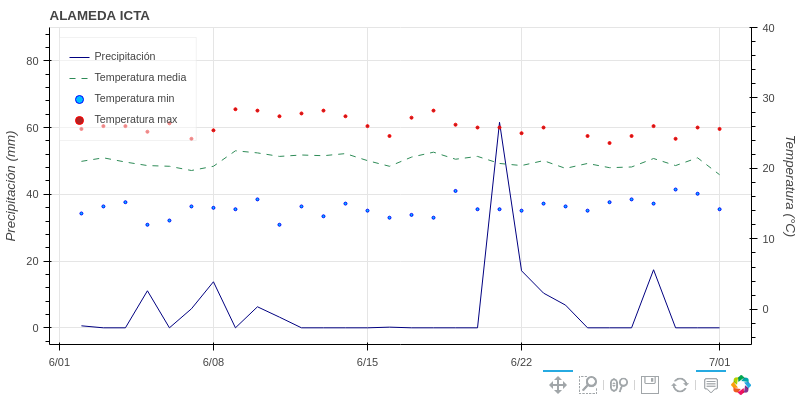 ALAMEDA ICTA
Precipitación
Temperatura media
Temperatura min
Temperatura max
Precipitación (mm)
80
60
40
20
0
Temperatura (°C)
40
30
20
10
0
6/01
6/08
6/15
6/22
7/01